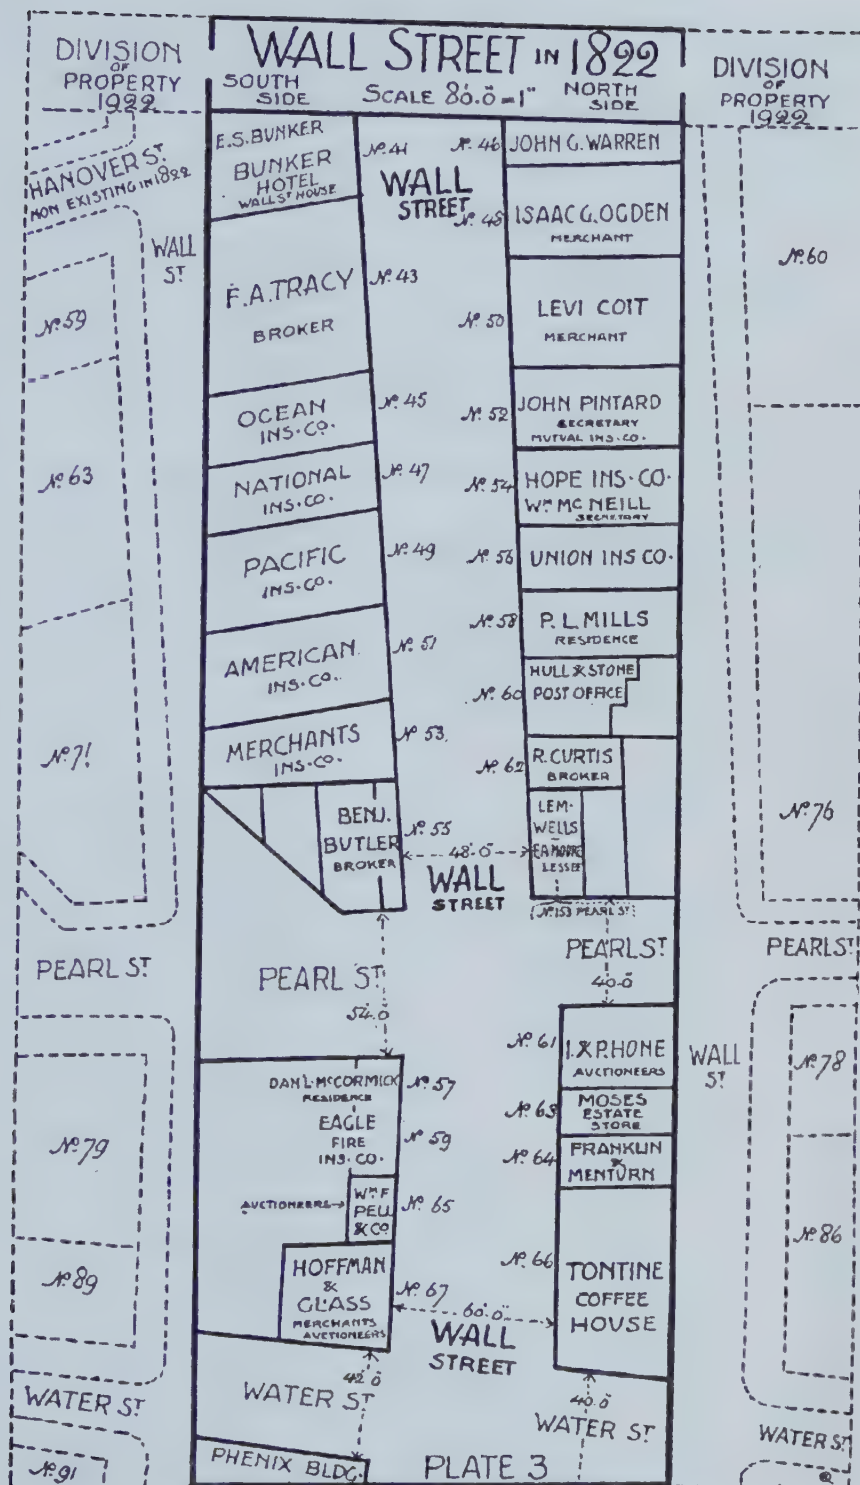 WALL STREET IN 1822
SOUTH SIDE
SCALE 80.0=1"
NORTH SIDE
DIVISION
OF
PROPERTY
1922
HANOVER ST.
NON EXISTING IN 1822
WALL
ST.
No. 59
No. 63
No. 71
PEARL ST.
No. 79
No. 89
WATER ST.
No. 91
E.S. BUNKER
BUNKER
HOTEL
WALL ST HOUSE
No. 41
F.A. TRACY
BROKER
No. 43
OCEAN
INS. CO.
No. 45
NATIONAL
INS. CO.
No. 47
PACIFIC
INS. CO.
No. 49
AMERICAN
INS. CO.
No. 51
MERCHANTS
INS. CO.
No. 53
BENJ.
BUTLER
BROKER
No. 55
PEARL ST.
54.0
DANL McCORMICK
RESIDENCE
No. 57
EAGLE
FIRE
INS. CO.
No. 59
AUCTIONEERS
WM F
PELL
& CO
No. 65
HOFFMAN
&
GLASS
MERCHANTS
AUCTIONEERS
No. 67
42.0
WATER ST.
PHENIX BLDG.
WALL
STREET
48.0
WALL
STREET
60.0
WALL
STREET
No. 46
JOHN G. WARREN
No. 48
ISAAC G. OGDEN
MERCHANT
No. 50
LEVI COIT
MERCHANT
No. 52
JOHN PINTARD
SECRETARY
MUTUAL INS. CO.
No. 54
HOPE INS. CO.
WM MC NEILL
SECRETARY
No. 56
UNION INS CO.
No. 58
P. L. MILLS
RESIDENCE
No. 60
HULL & STONE
POST OFFICE
No. 62
R. CURTIS
BROKER
LEM.
WELLS
LESSEE
No. 153 PEARL ST.
PEARL ST.
40.0
No. 61
I. & P. HONE
AUCTIONEERS
No. 63
MOSES
ESTATE
STORE
No. 64
FRANKLIN
&
MENTURN
No. 66
TONTINE
COFFEE
HOUSE
40.0
WATER ST.
PLATE 3
DIVISION
OF
PROPERTY
1922
No. 60
No. 76
PEARL ST.
WALL
ST.
No. 78
No. 86
WATER ST.